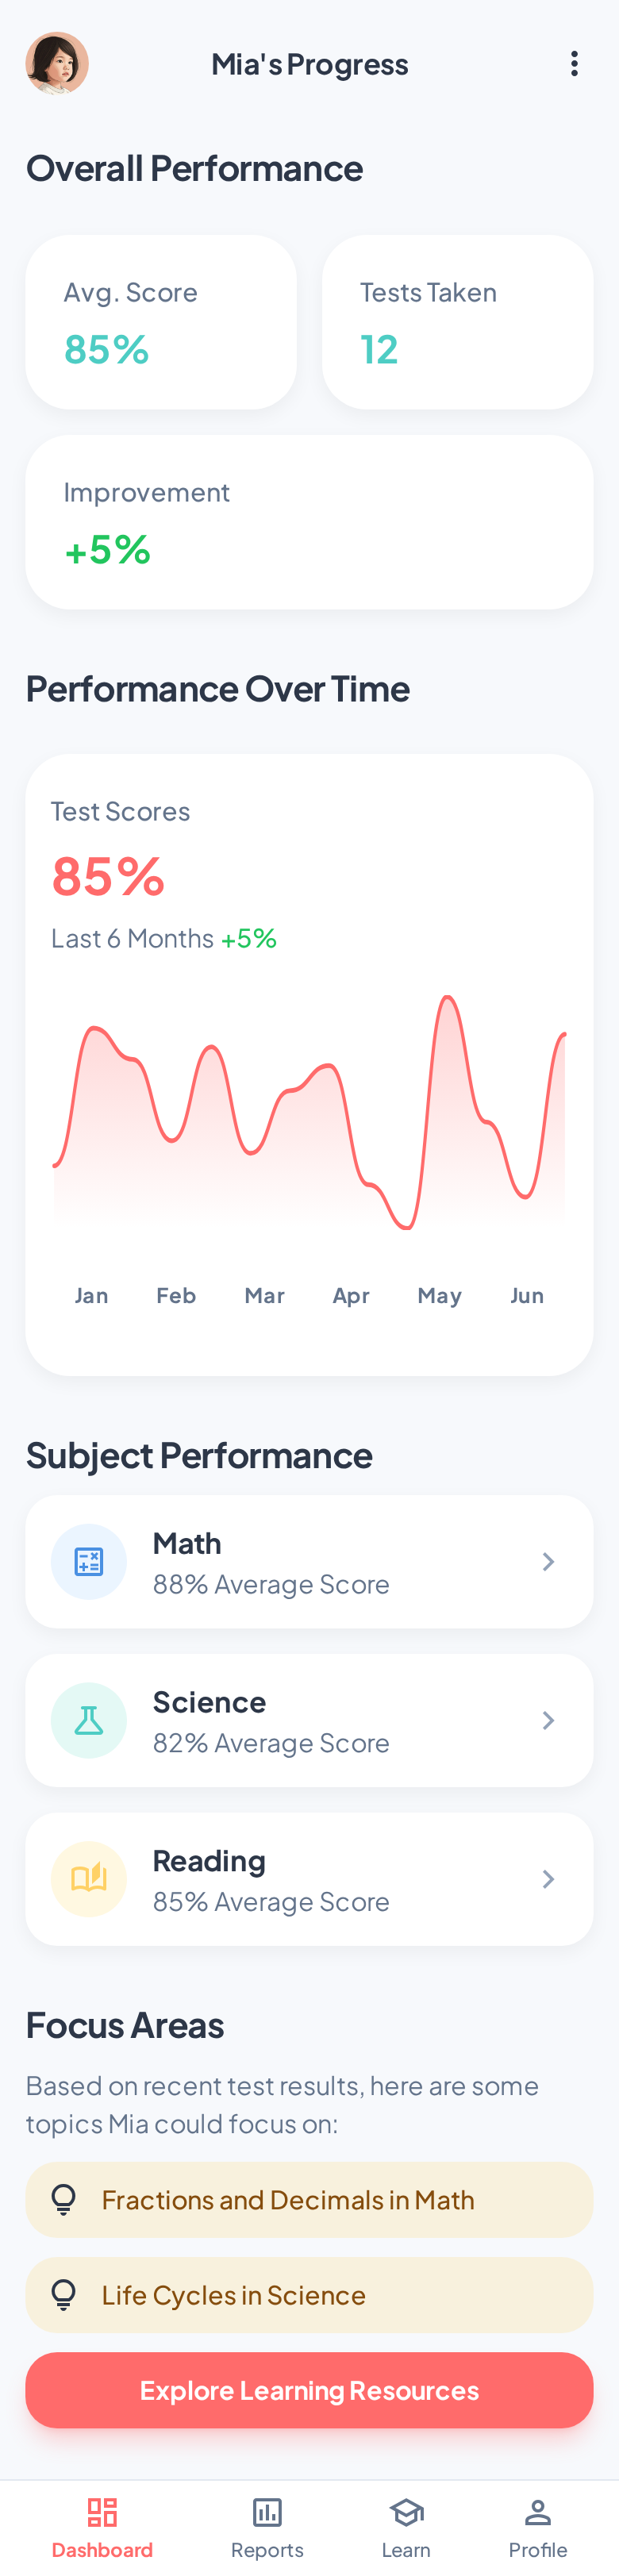 Mia's Progress
Overall Performance
Avg. Score
85%
Tests Taken
12
Improvement
+5%
Performance Over Time
Test Scores
85%
Last 6 Months +5%
Jan Feb Mar Apr May Jun
Subject Performance
Math
88% Average Score
Science
82% Average Score
Reading
85% Average Score
Focus Areas
Based on recent test results, here are some
topics Mia could focus on:
Fractions and Decimals in Math
Life Cycles in Science
Explore Learning Resources
Dashboard Reports Learn Profile